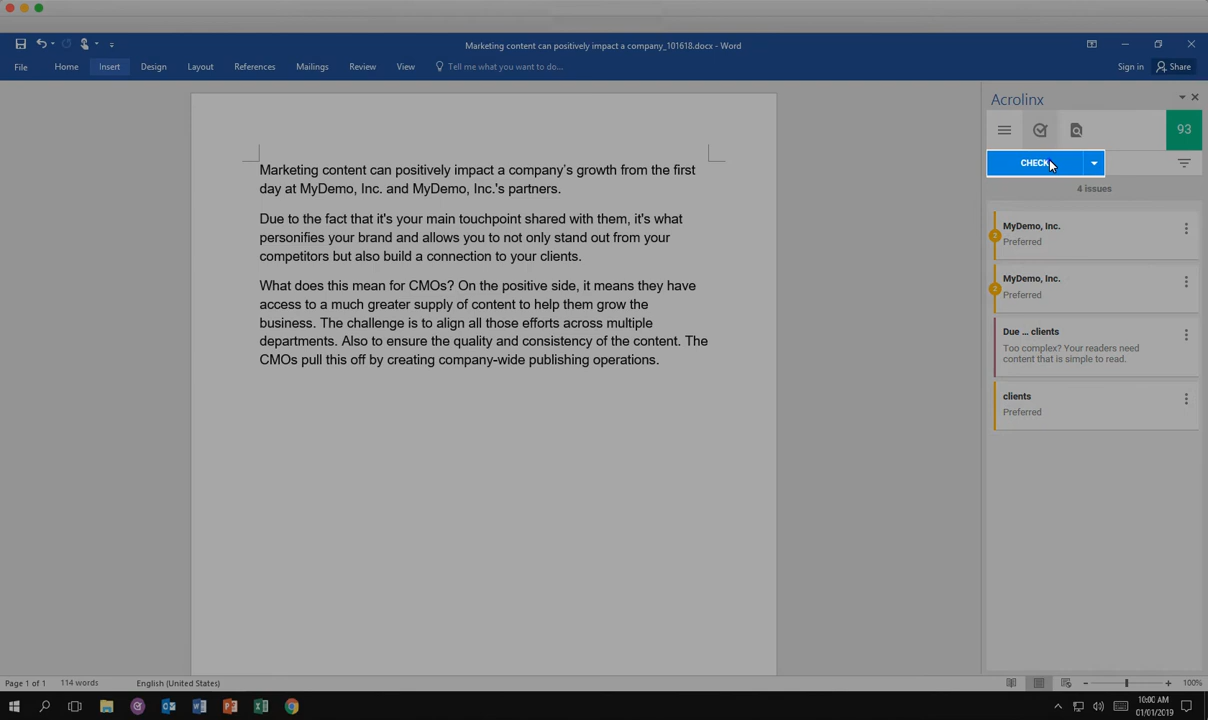 Marketing content can positively impact a company_101618.docx - Word
File
Home
Insert
Design
Layout
References
Mailings
Review
View
Tell me what you want to do...
Sign in
Share
Marketing content can positively impact a company's growth from the first
day at MyDemo, Inc. and MyDemo, Inc.'s partners.
Due to the fact that it's your main touchpoint shared with them, it's what
personifies your brand and allows you to not only stand out from your
competitors but also build a connection to your clients.
What does this mean for CMOs? On the positive side, it means they have
access to a much greater supply of content to help them grow the
business. The challenge is to align all those efforts across multiple
departments. Also to ensure the quality and consistency of the content. The
CMOs pull this off by creating company-wide publishing operations.
Acrolinx
93
CHECK
4 issues
2
MyDemo, Inc.
Preferred
2
MyDemo, Inc.
Preferred
Due ... clients
Too complex? Your readers need
content that is simple to read.
clients
Preferred
Page 1 of 1
114 words
English (United States)
100%
10:00 AM
01/01/2019